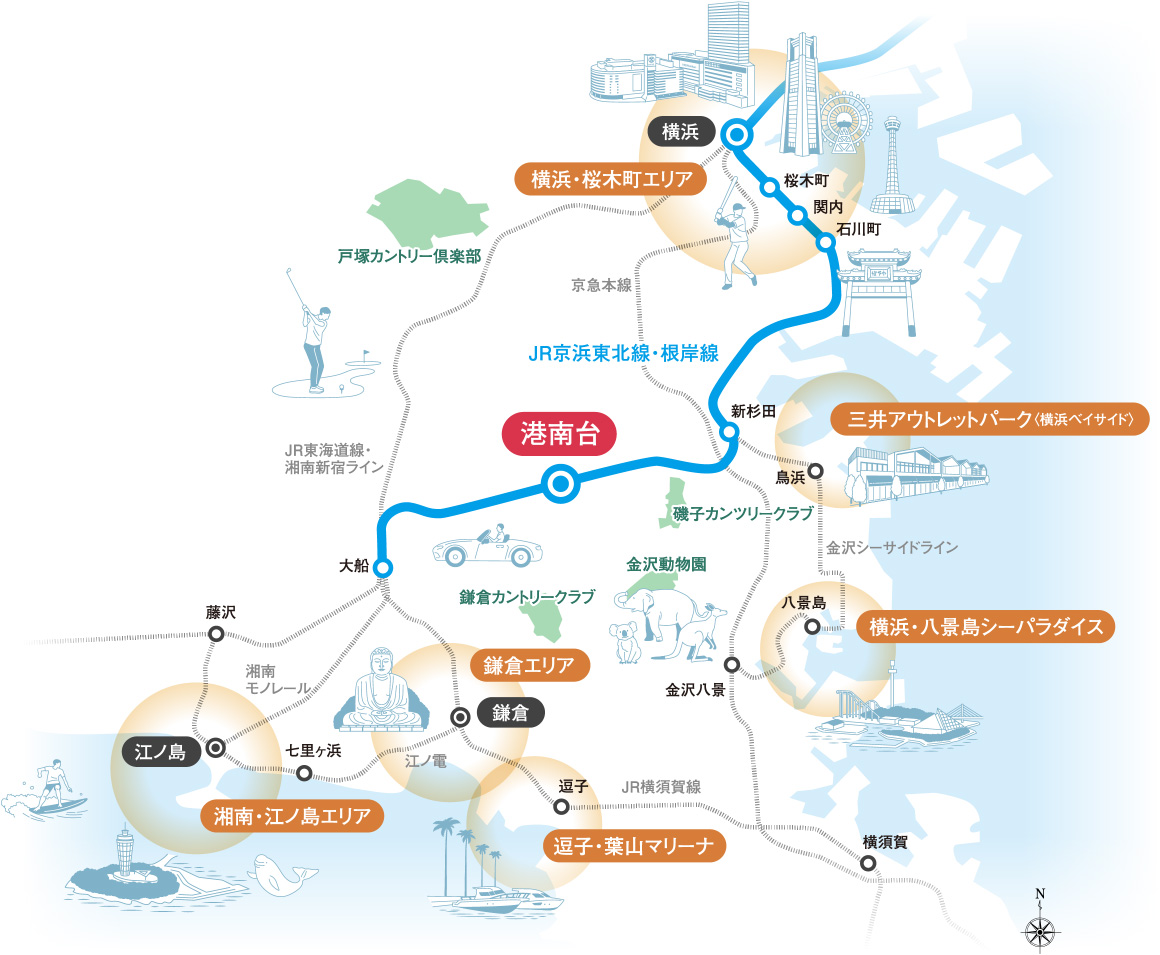 横浜
横浜・桜木町エリア
桜木町
関内
石川町
戸塚カントリー倶楽部
京急本線
JR京浜東北線・根岸線
新杉田
三井アウトレットパーク〈横浜ベイサイド〉
港南台
JR東海道線・
湘南新宿ライン
鳥浜
磯子カンツリークラブ
金沢シーサイドライン
大船
金沢動物園
鎌倉カントリークラブ
藤沢
八景島
横浜・八景島シーパラダイス
鎌倉エリア
湘南
モノレール
金沢八景
鎌倉
江ノ島
七里ヶ浜
江ノ電
逗子
JR横須賀線
湘南・江ノ島エリア
逗子・葉山マリーナ
横須賀
N